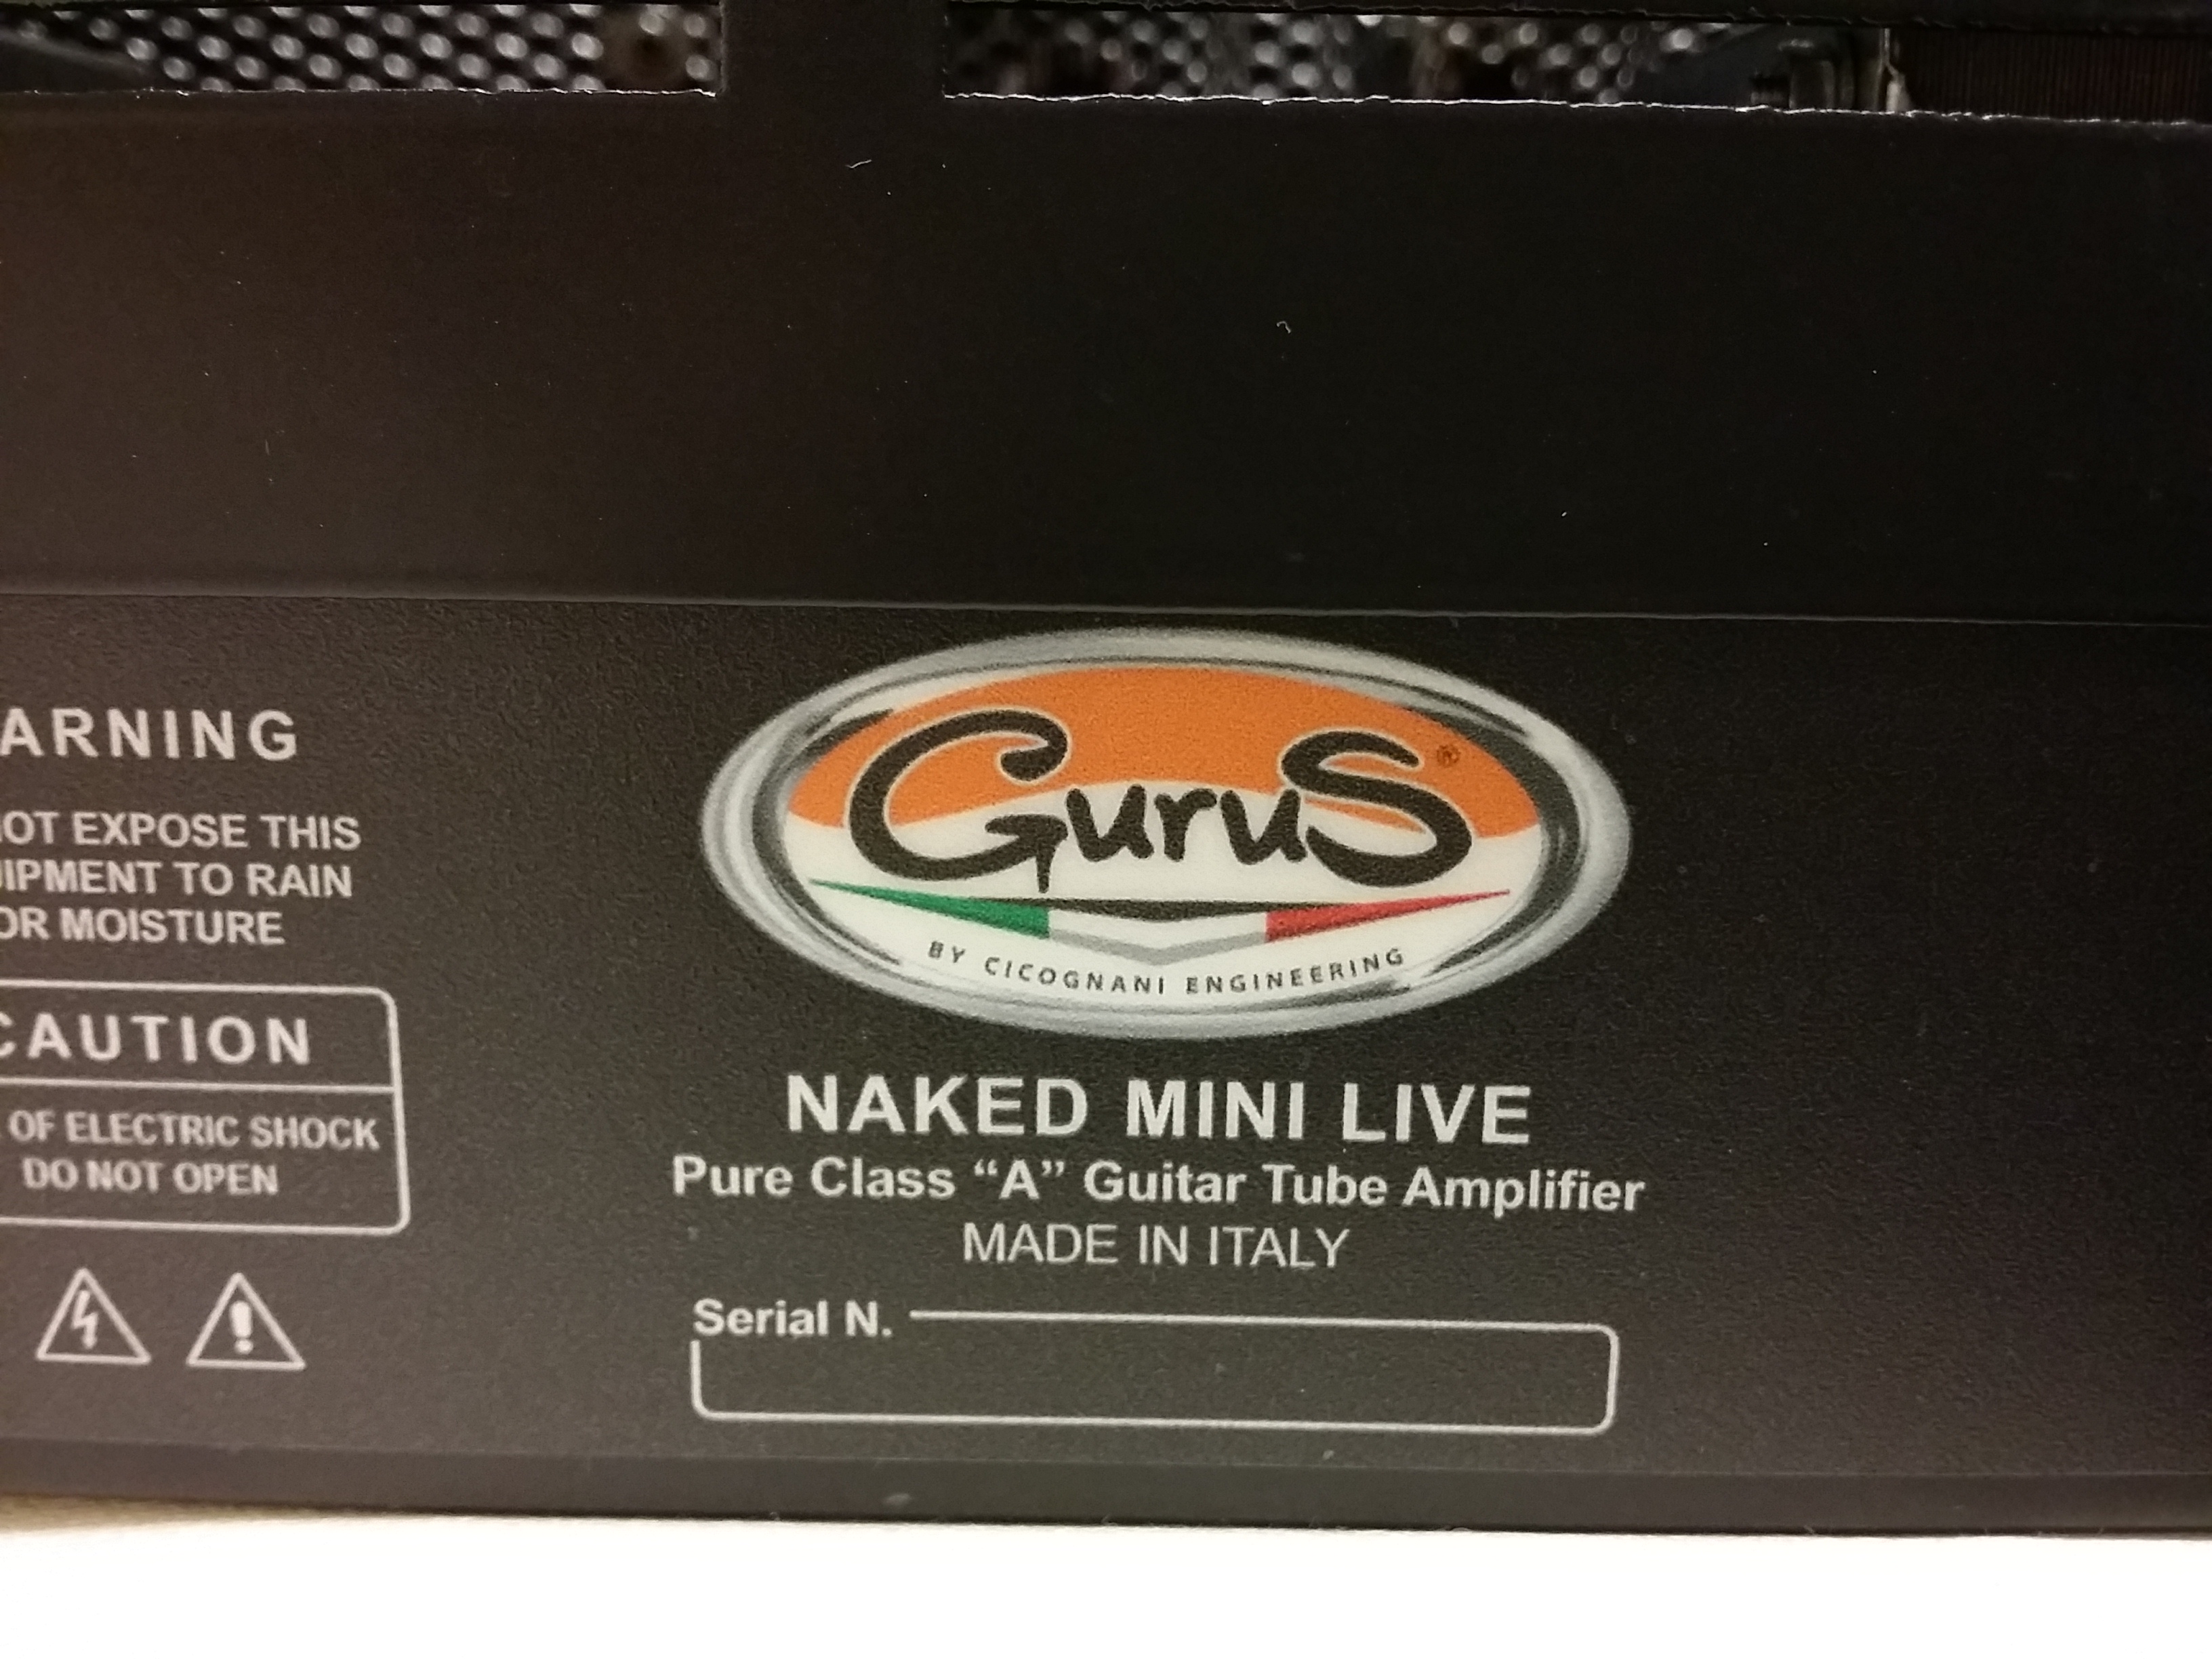 ARNING
OT EXPOSE THIS
IPMENT TO RAIN
OR MOISTURE
CAUTION
OF ELECTRIC SHOCK
DO NOT OPEN
GuruS®
BY CICOGNANI ENGINEERING
NAKED MINI LIVE
Pure Class “A” Guitar Tube Amplifier
MADE IN ITALY
Serial N.